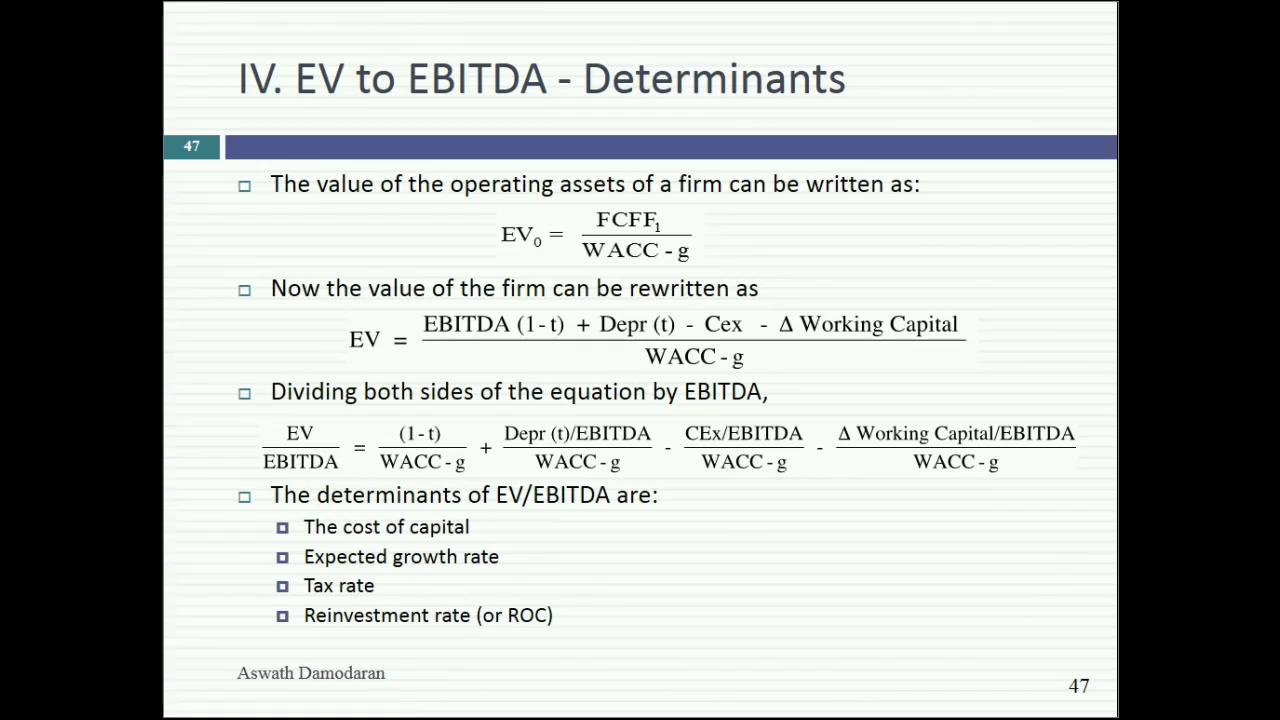 IV. EV to EBITDA - Determinants
47
The value of the operating assets of a firm can be written as:
EV0 = FCFF1 / WACC - g
Now the value of the firm can be rewritten as
EV = EBITDA (1-t) + Depr (t) - Cex - Δ Working Capital / WACC - g
Dividing both sides of the equation by EBITDA,
EV / EBITDA = (1-t) / WACC - g + Depr (t)/EBITDA / WACC - g - CEx/EBITDA / WACC - g - Δ Working Capital/EBITDA / WACC - g
The determinants of EV/EBITDA are:
The cost of capital
Expected growth rate
Tax rate
Reinvestment rate (or ROC)
Aswath Damodaran
47